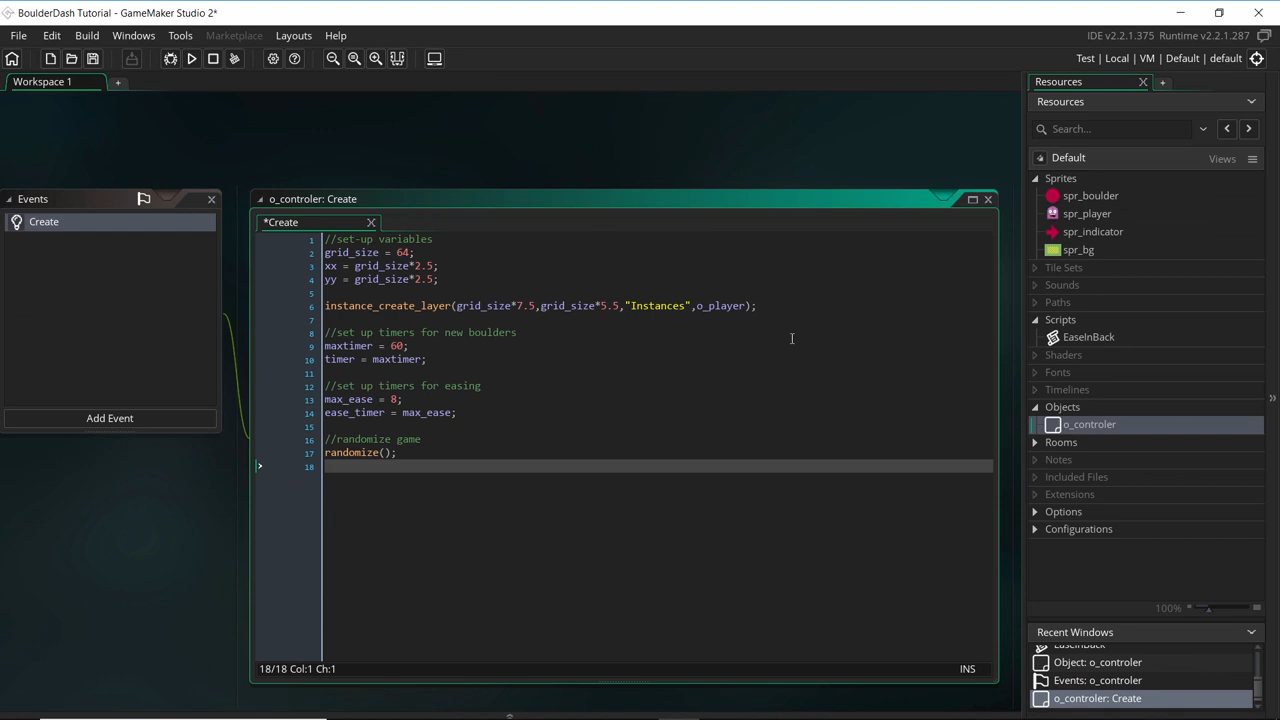 BoulderDash Tutorial - GameMaker Studio 2*
File Edit Build Windows Tools Marketplace Layouts Help
IDE v2.2.1.375 Runtime v2.2.1.287
Test | Local | VM | Default | default
Workspace 1
Resources
Resources
Search...
Default
Views
Sprites
spr_boulder
spr_player
spr_indicator
spr_bg
Tile Sets
Sounds
Paths
Scripts
EaseInBack
Shaders
Fonts
Timelines
Objects
o_controler
Rooms
Notes
Included Files
Extensions
Options
Configurations
100%
Recent Windows
EaseInBack
Object: o_controler
Events: o_controler
o_controler: Create
Events
Create
Add Event
o_controler: Create
*Create
1 //set-up variables
2 grid_size = 64;
3 xx = grid_size*2.5;
4 yy = grid_size*2.5;
5
6 instance_create_layer(grid_size*7.5,grid_size*5.5,"Instances",o_player);
7
8 //set up timers for new boulders
9 maxtimer = 60;
10 timer = maxtimer;
11
12 //set up timers for easing
13 max_ease = 8;
14 ease_timer = max_ease;
15
16 //randomize game
17 randomize();
18
18/18 Col:1 Ch:1
INS